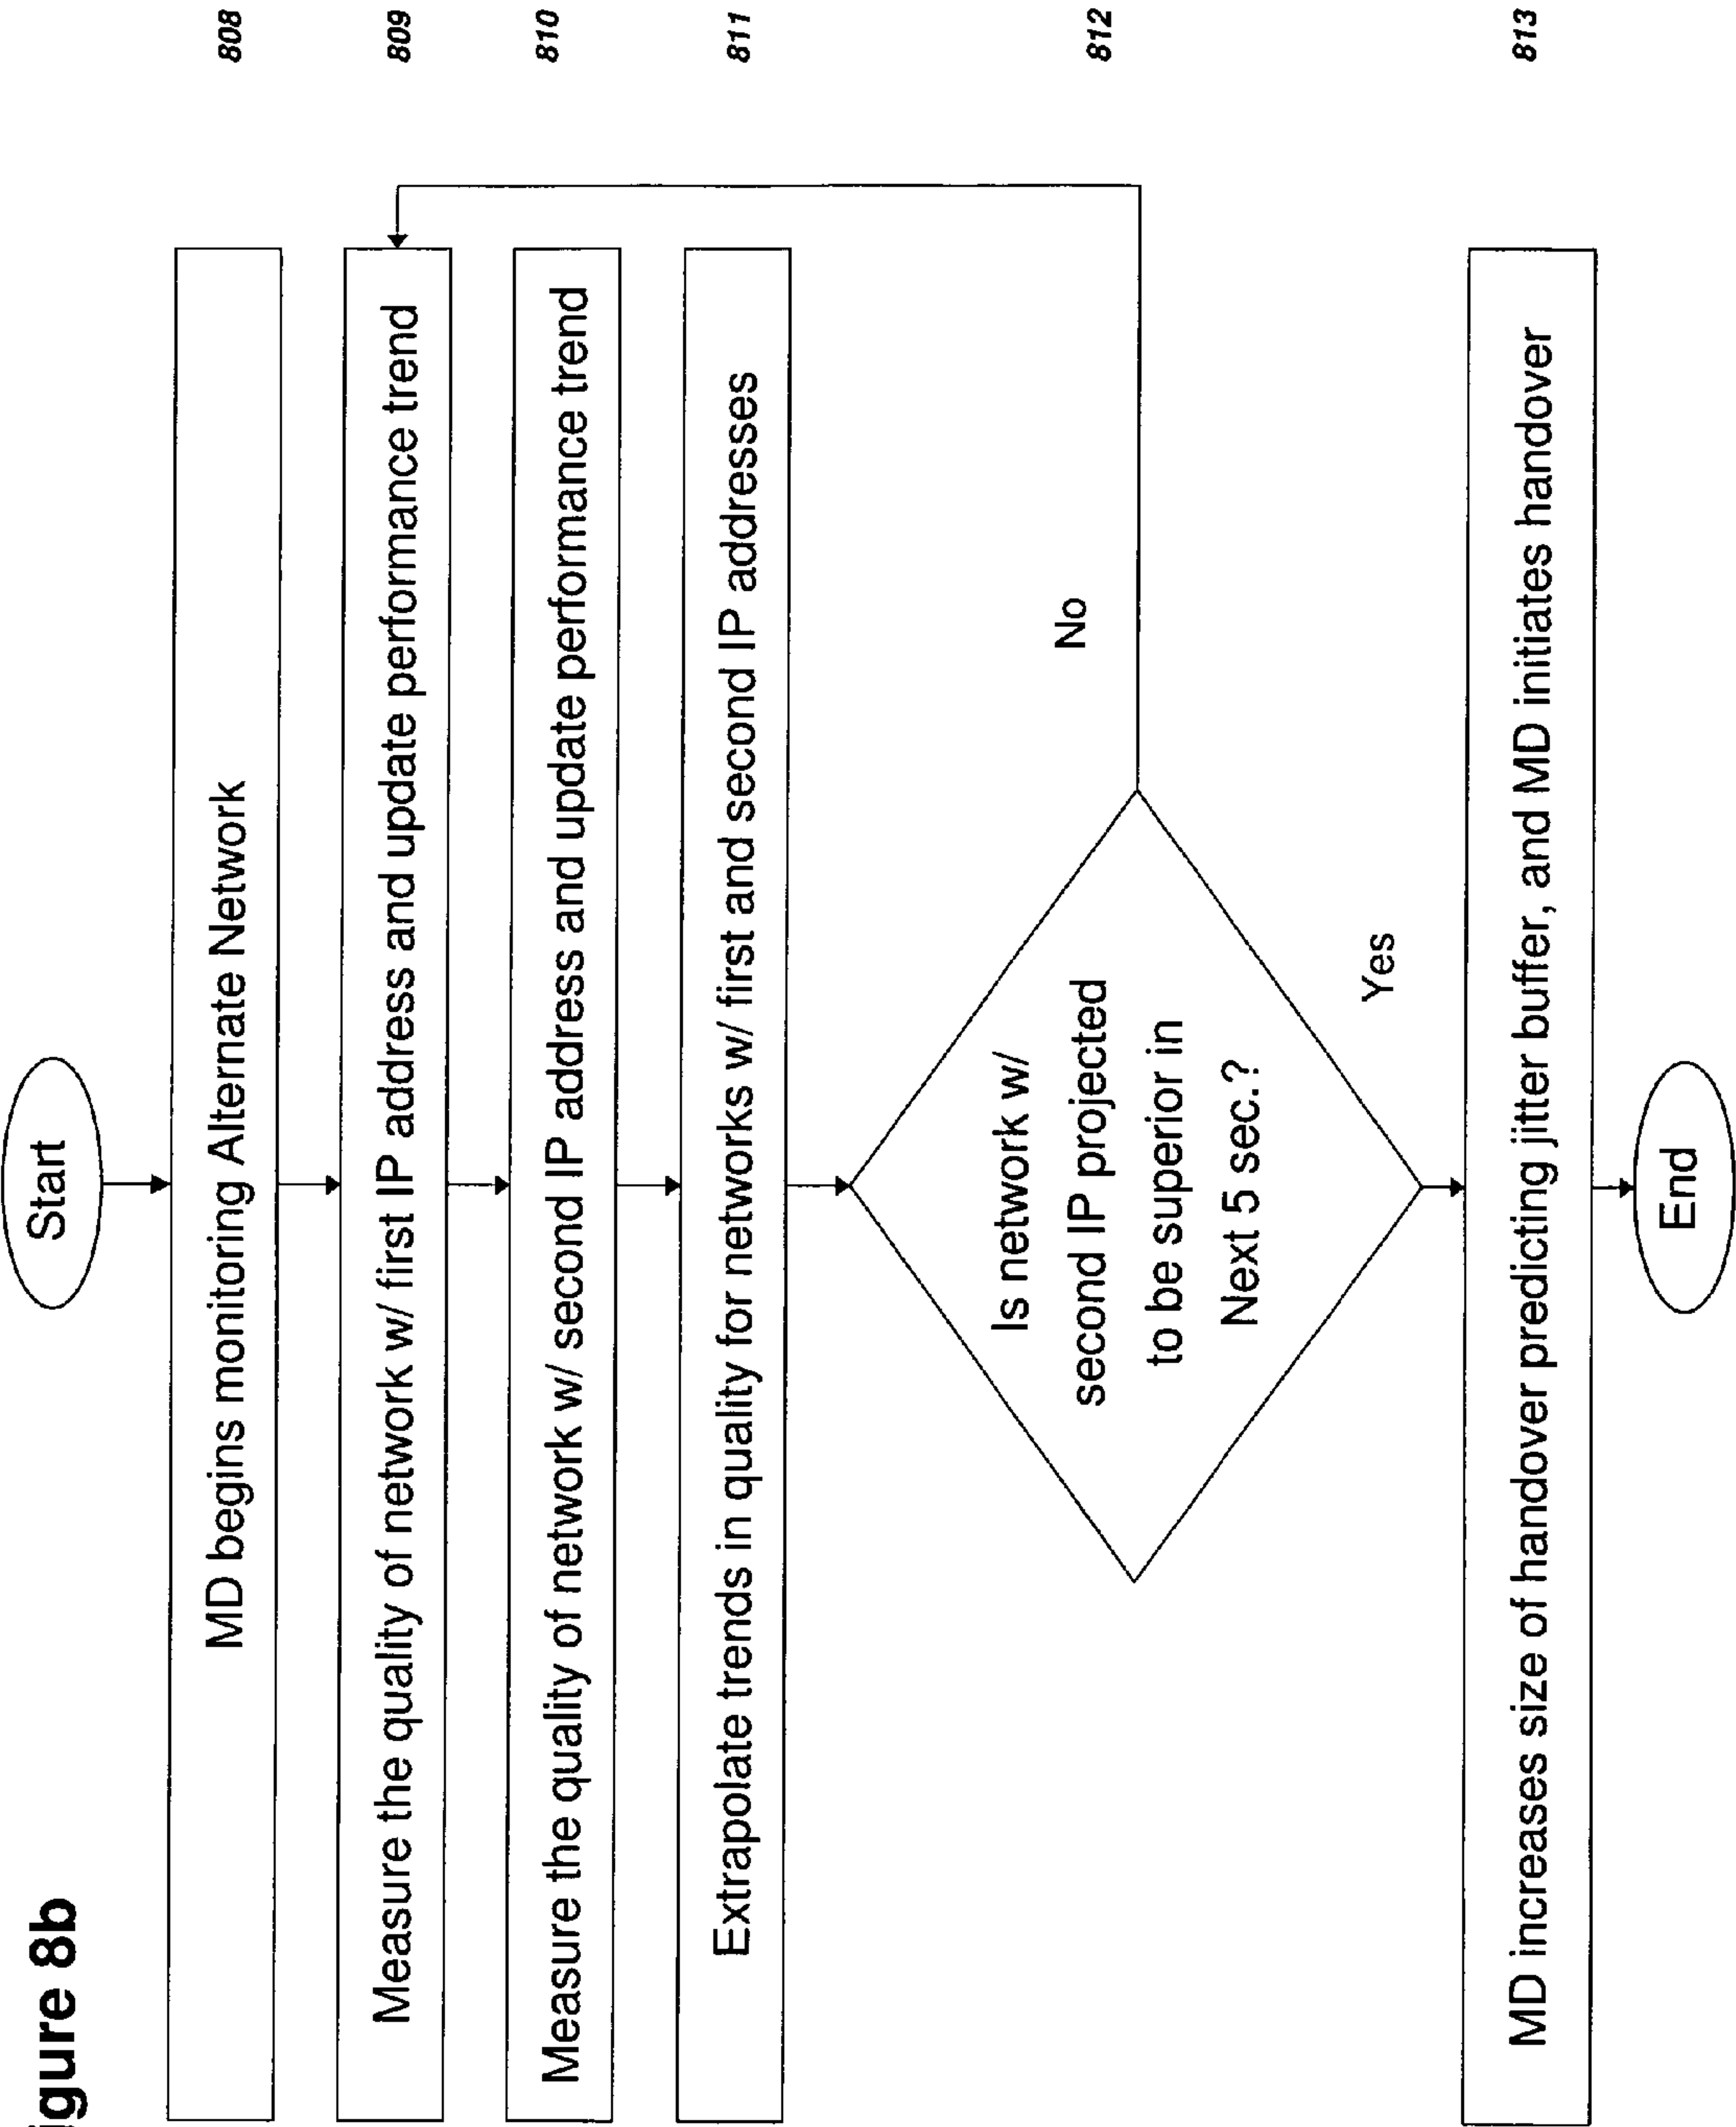 igure 8b
Start
MD begins monitoring Alternate Network
808
Measure the quality of network w/ first IP address and update performance trend
809
Measure the quality of network w/ second IP address and update performance trend
810
Extrapolate trends in quality for networks w/ first and second IP addresses
811
Is network w/
second IP projected
to be superior in
Next 5 sec.?
812
No
Yes
MD increases size of handover predicting jitter buffer, and MD initiates handover
813
End